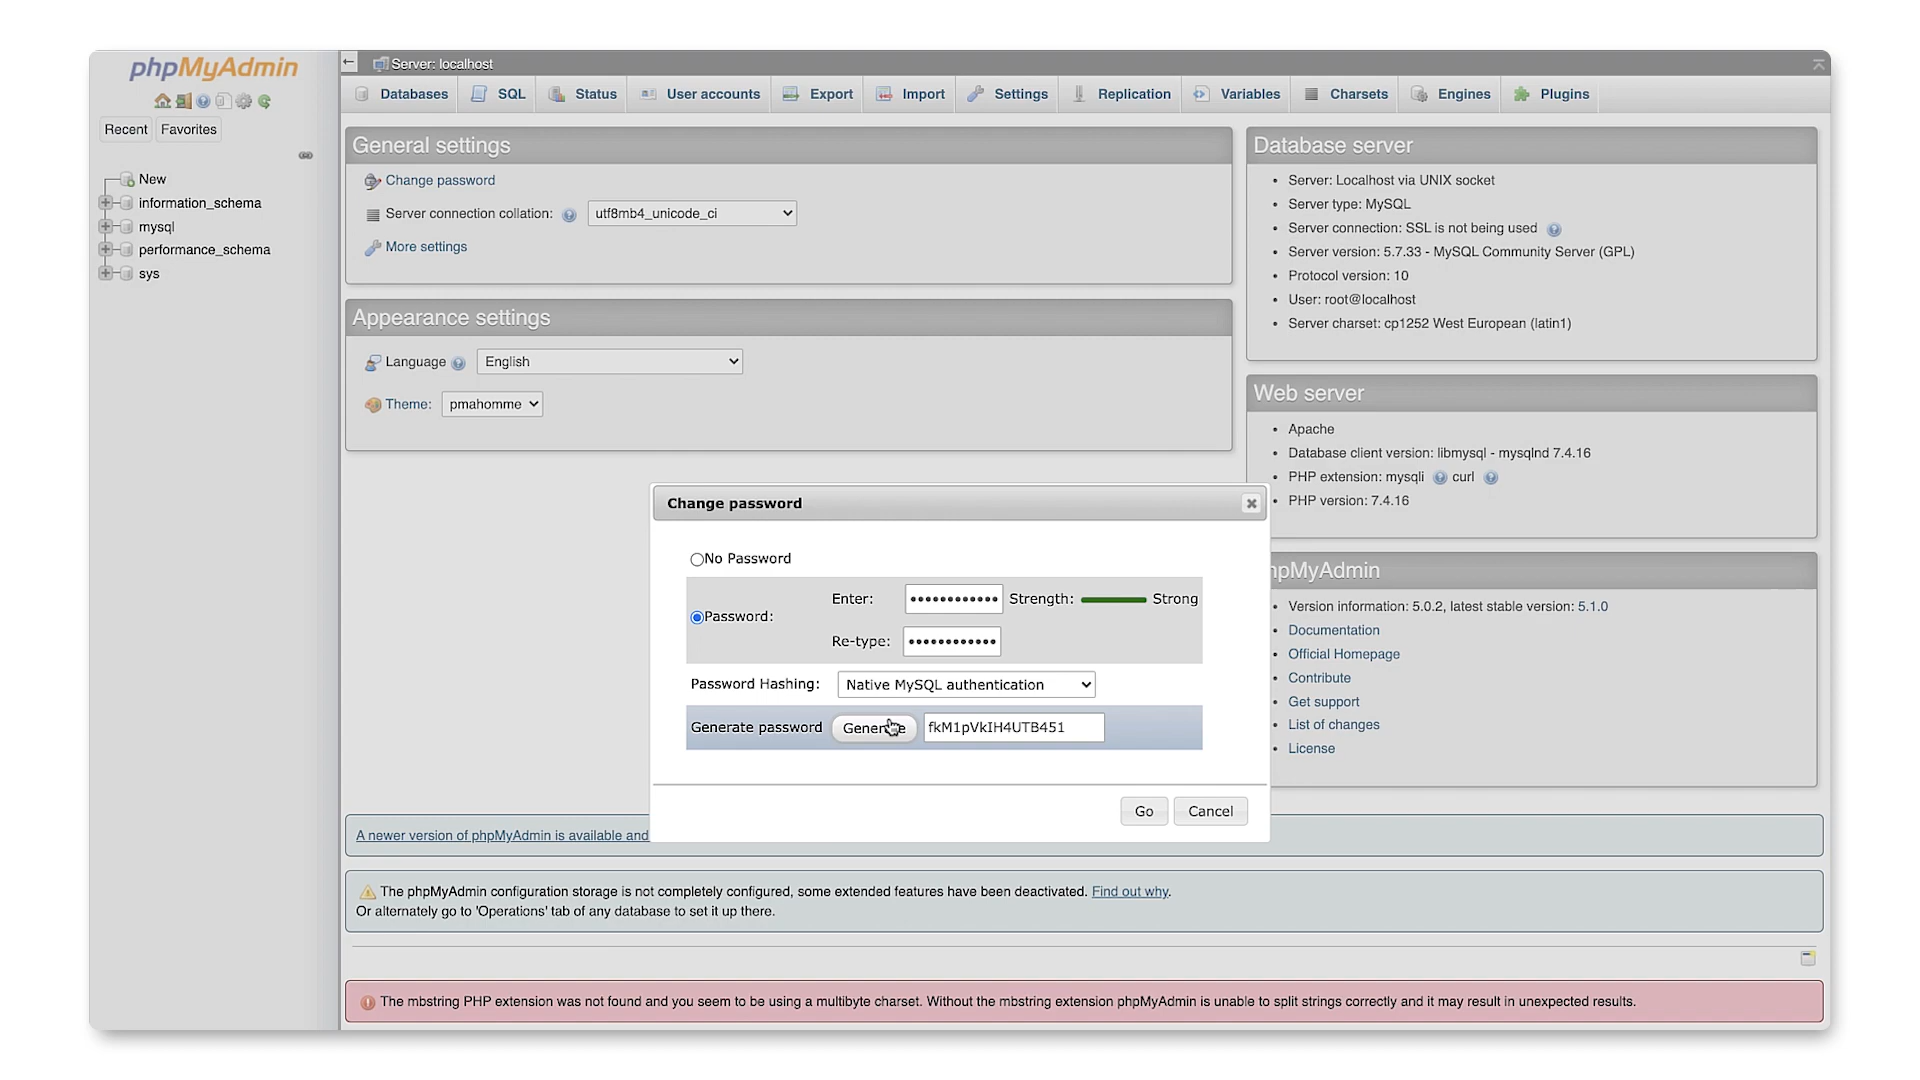 phpMyAdmin
Recent Favorites
New
information_schema
mysql
performance_schema
sys
Server: localhost
Databases SQL Status User accounts Export Import Settings Replication Variables Charsets Engines Plugins
General settings
Change password
Server connection collation: utf8mb4_unicode_ci
More settings
Appearance settings
Language English
Theme: pmahomme
Database server
• Server: Localhost via UNIX socket
• Server type: MySQL
• Server connection: SSL is not being used
• Server version: 5.7.33 - MySQL Community Server (GPL)
• Protocol version: 10
• User: root@localhost
• Server charset: cp1252 West European (latin1)
Web server
• Apache
• Database client version: libmysql - mysqlnd 7.4.16
• PHP extension: mysqli curl
• PHP version: 7.4.16
hpMyAdmin
• Version information: 5.0.2, latest stable version: 5.1.0
• Documentation
• Official Homepage
• Contribute
• Get support
• List of changes
• License
Change password
No Password
Password:
Enter: •••••••••••• Strength: Strong
Re-type: ••••••••••••
Password Hashing: Native MySQL authentication
Generate password Generate fkM1pVkIH4UTB451
Go Cancel
A newer version of phpMyAdmin is available and
The phpMyAdmin configuration storage is not completely configured, some extended features have been deactivated. Find out why.
Or alternately go to 'Operations' tab of any database to set it up there.
The mbstring PHP extension was not found and you seem to be using a multibyte charset. Without the mbstring extension phpMyAdmin is unable to split strings correctly and it may result in unexpected results.